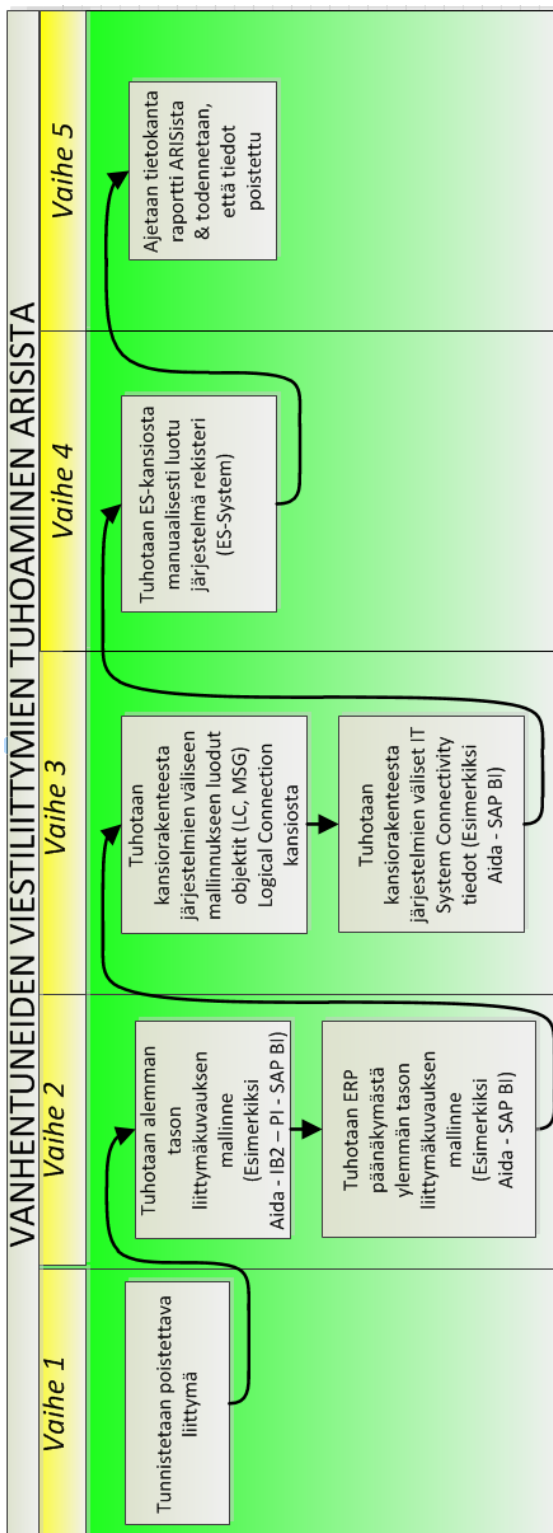 VANHENTUNEIDEN VIESTILIITTYMIEN TUHOAMINEN ARISISTA
Vaihe 1
Tunnistetaan poistettava
liittymä
Vaihe 2
Tuhotaan alemman
tason
liittymäkuvauksen
mallinne
(Esimerkiksi
Aida - IB2 – PI - SAP BI)
Tuhotaan ERP
päänäkymästä
ylemmän tason
liittymäkuvauksen
mallinne
(Esimerkiksi
Aida - SAP BI)
Vaihe 3
Tuhotaan
kansiorakenteesta
järjestelmien väliseen
mallinnukseen luodut
objektit (LC, MSG)
Logical Connection
kansiosta
Tuhotaan
kansiorakenteesta
järjestelmien väliset IT
System Connectivity
tiedot (Esimerkiksi
Aida - SAP BI)
Vaihe 4
Tuhotaan ES-kansiosta
manuaalisesti luotu
järjestelmä rekisteri
(ES-System)
Vaihe 5
Ajetaan tietokanta
raportti ARISista
& todennetaan,
että tiedot
poistettu